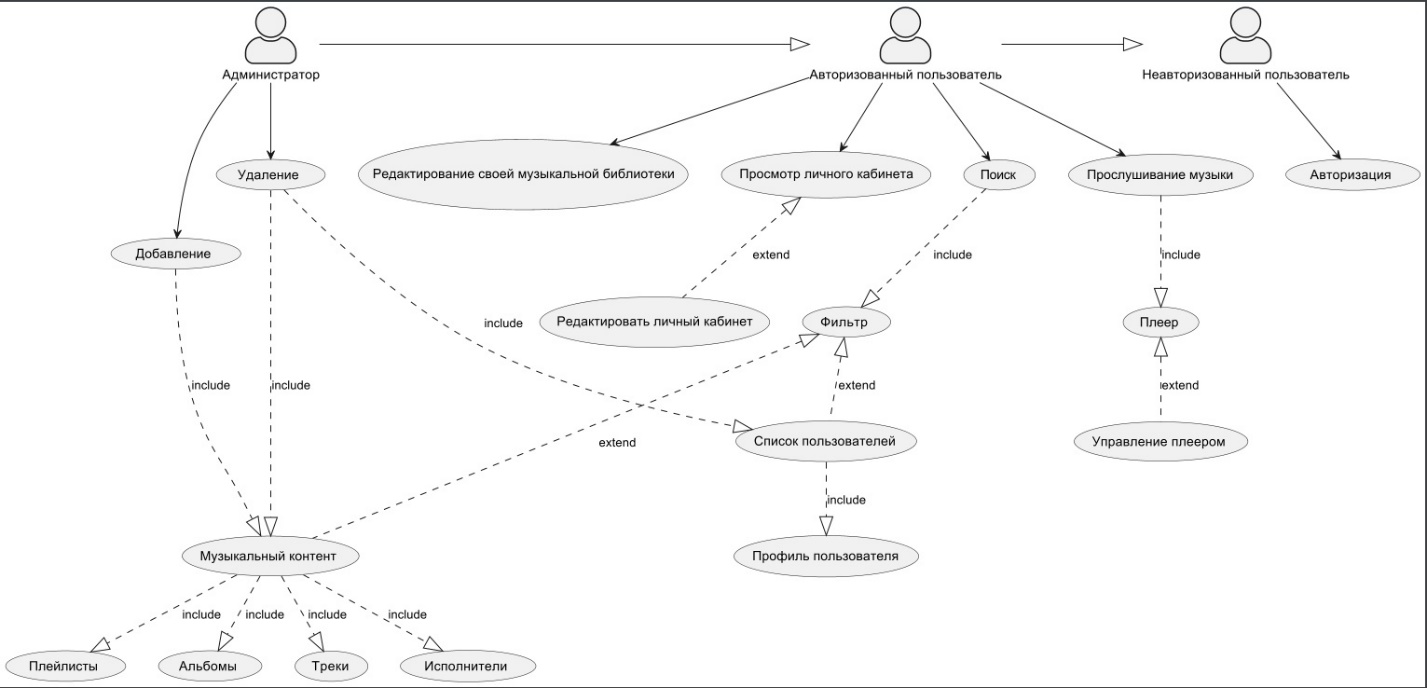 Администратор
Авторизованный пользователь
Неавторизованный пользователь
Удаление
Редактирование своей музыкальной библиотеки
Просмотр личного кабинета
Поиск
Прослушивание музыки
Авторизация
Добавление
extend
include
include
include
Редактировать личный кабинет
Фильтр
Плеер
include
include
extend
extend
extend
Список пользователей
Управление плеером
include
Музыкальный контент
Профиль пользователя
include
include
include
include
Плейлисты
Альбомы
Треки
Исполнители